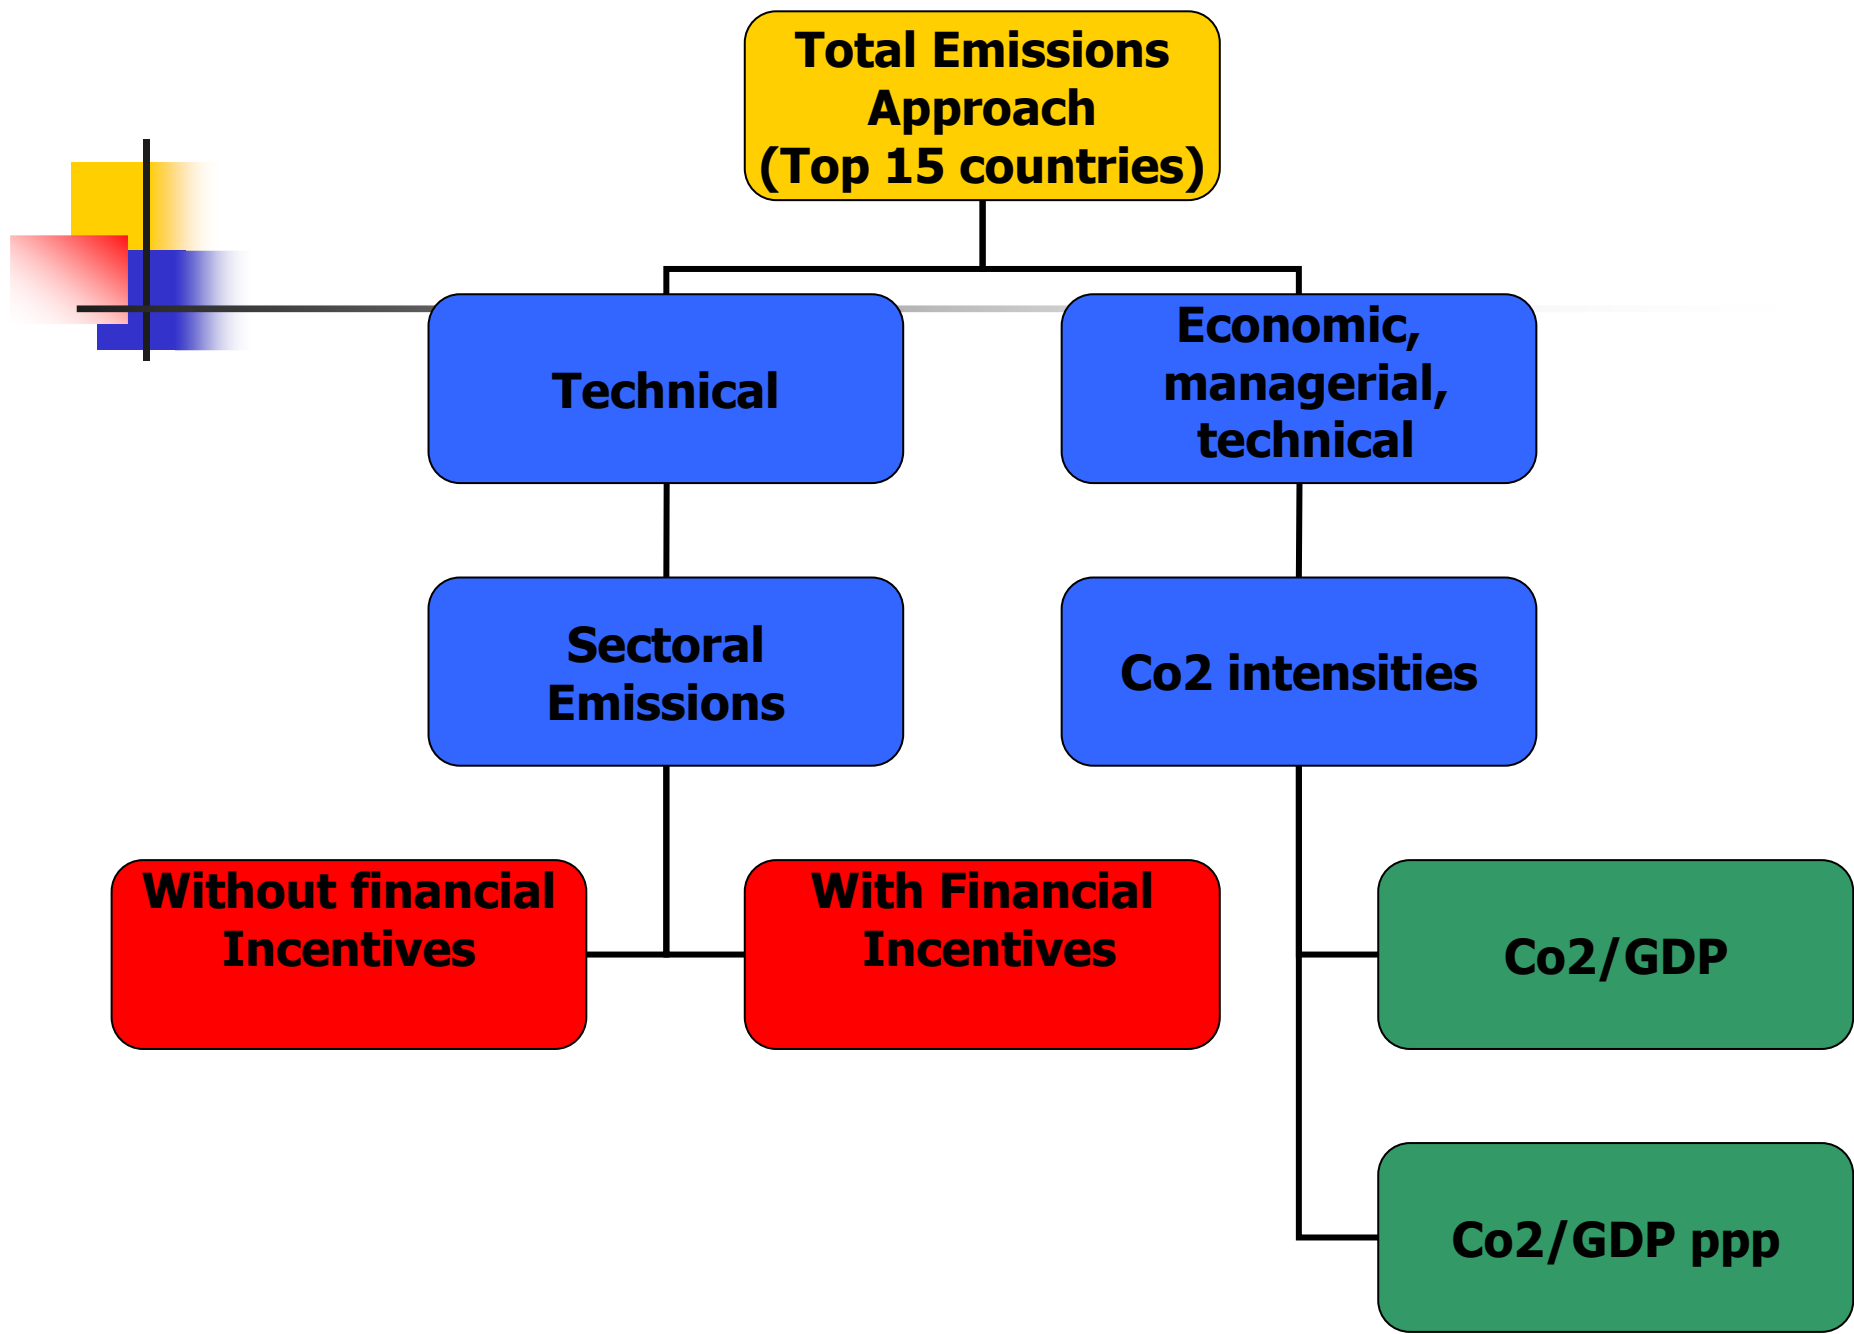 Total Emissions
Approach
(Top 15 countries)
Technical
Economic,
managerial,
technical
Sectoral
Emissions
Co2 intensities
Without financial
Incentives
With Financial
Incentives
Co2/GDP
Co2/GDP ppp